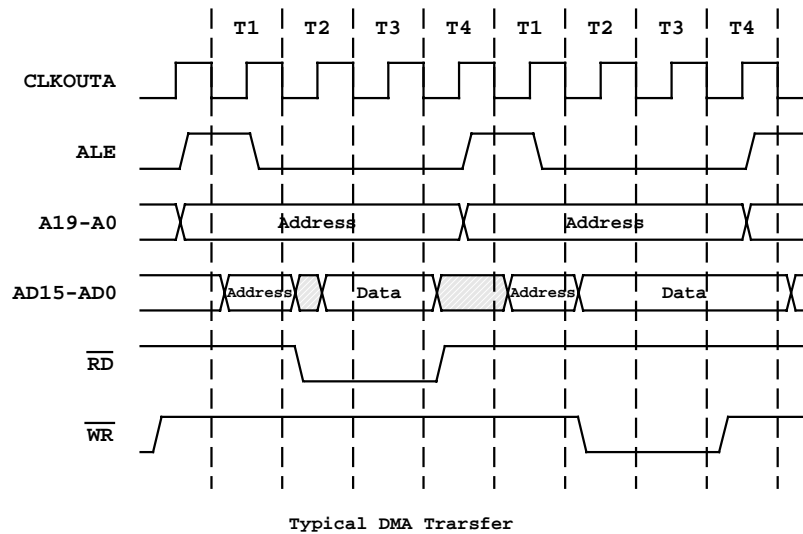 T1 T2 T3 T4 T1 T2 T3 T4
CLKOUTA
ALE
A19-A0 Address Address
AD15-AD0 Address Data Address Data
RD
WR
Typical DMA Trarsfer